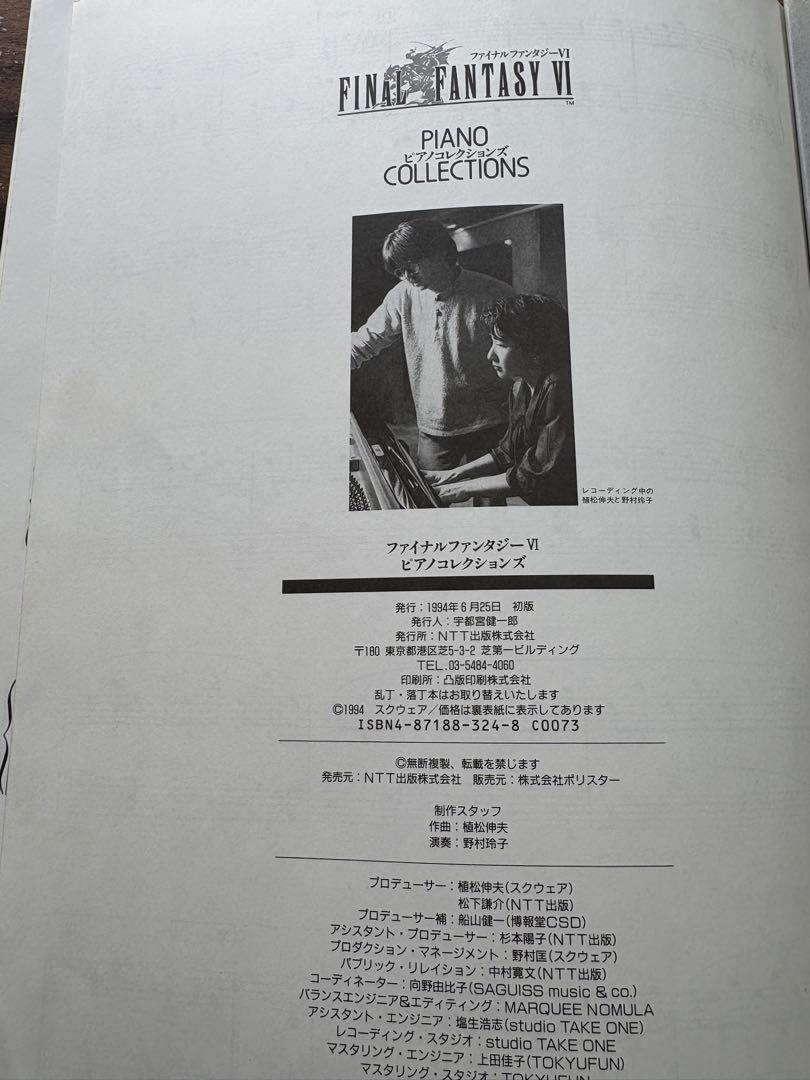 ファイナルファンタジーVI
FINAL FANTASY VI
TM
PIANO
ピアノコレクションズ
COLLECTIONS
レコーディング中の
植松伸夫と野村玲子
ファイナルファンタジーVI
ピアノコレクションズ
発行：1994年6月25日　初版
発行人：宇都宮健一郎
発行所：NTT出版株式会社
〒180 東京都港区芝5-3-2 芝第一ビルディング
TEL.03-5484-4060
印刷所：凸版印刷株式会社
乱丁・落丁本はお取り替えいたします
©1994　スクウェア／価格は裏表紙に表示してあります
ISBN4-87188-324-8 C0073
©無断複製、転載を禁じます
発売元：NTT出版株式会社　販売元：株式会社ポリスター
制作スタッフ
作曲：植松伸夫
演奏：野村玲子
プロデューサー：植松伸夫(スクウェア)
松下謙介(NTT出版)
プロデューサー補：船山健一(博報堂CSD)
アシスタント・プロデューサー：杉本陽子(NTT出版)
プロダクション・マネージメント：野村匡(スクウェア)
パブリック・リレイション：中村寛文(NTT出版)
コーディネーター：向野由比子(SAGUISS music & co.)
バランスエンジニア&エディティング：MARQUEE NOMULA
アシスタント・エンジニア：塩生浩志(studio TAKE ONE)
レコーディング・スタジオ：studio TAKE ONE
マスタリング・エンジニア：上田佳子(TOKYUFUN)
マスタリング・スタジオ：TOKYUFUN